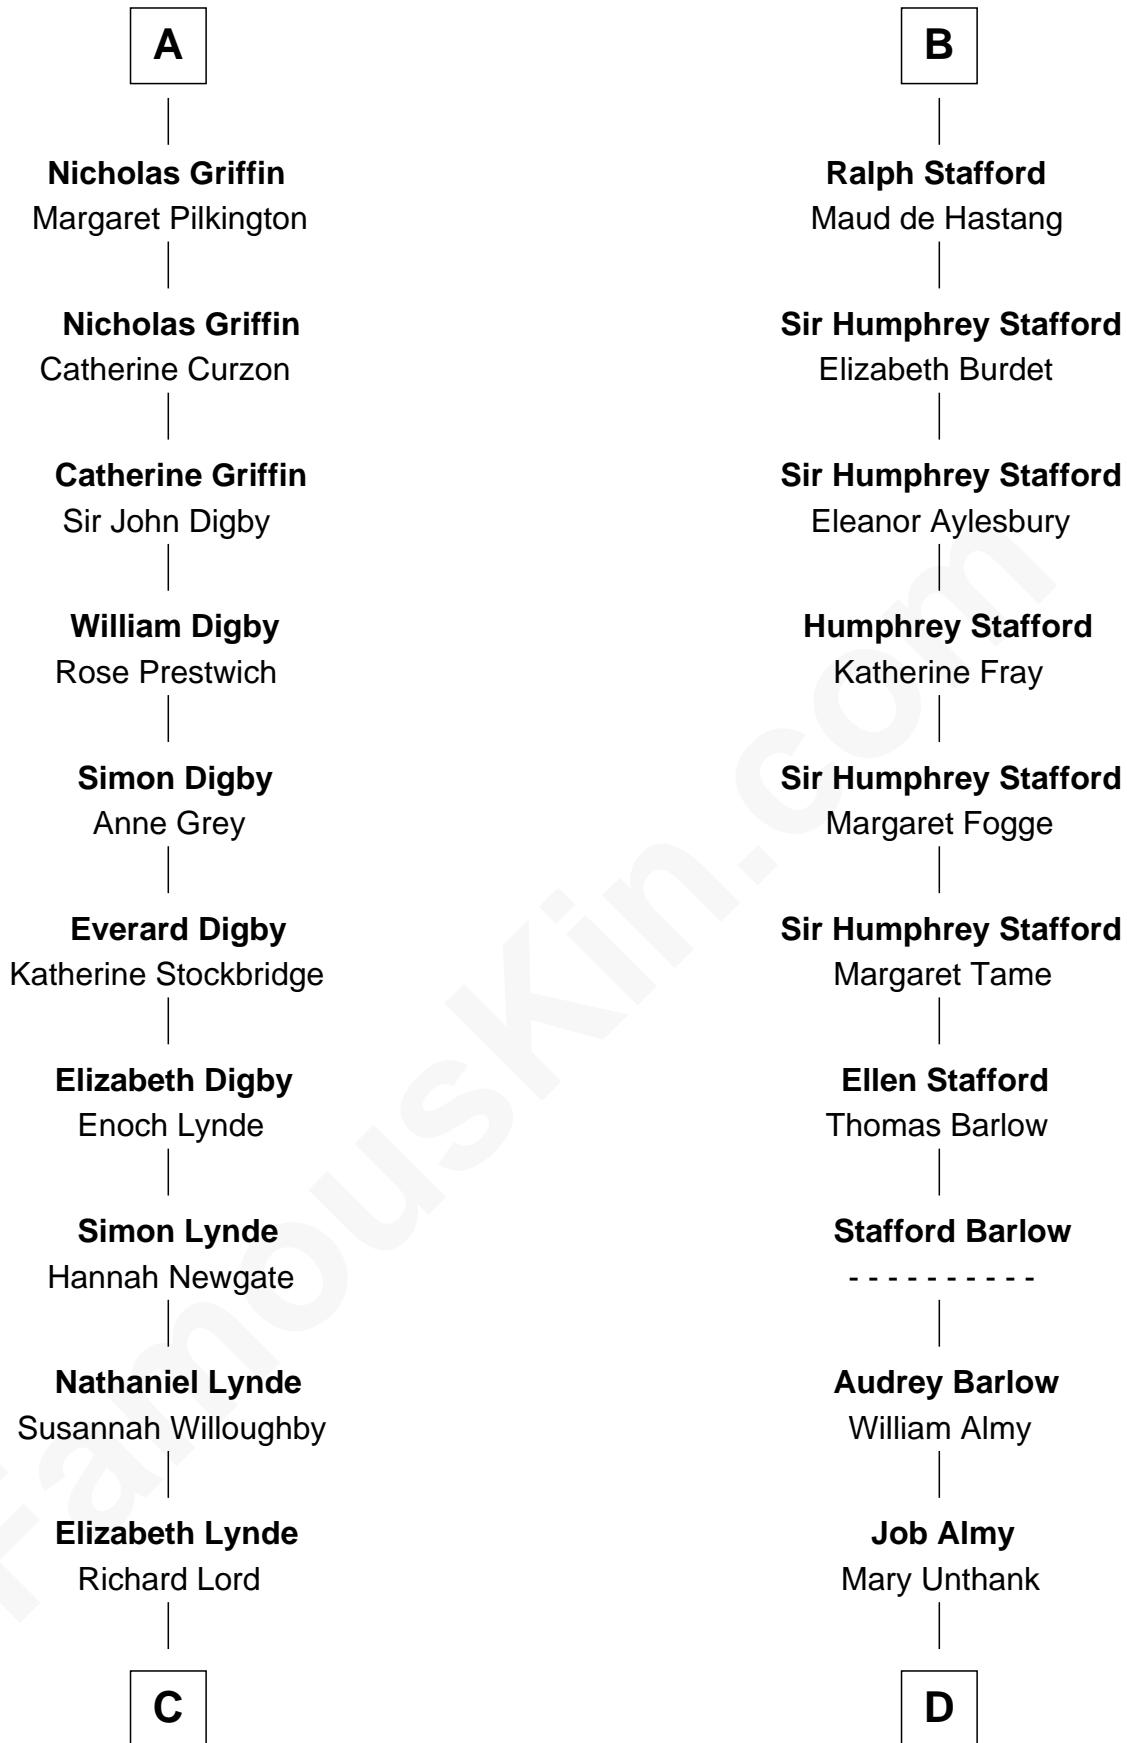 A
Nicholas Griffin
Margaret Pilkington
Nicholas Griffin
Catherine Curzon
Catherine Griffin
Sir John Digby
William Digby
Rose Prestwich
Simon Digby
Anne Grey
Everard Digby
Katherine Stockbridge
Elizabeth Digby
Enoch Lynde
Simon Lynde
Hannah Newgate
Nathaniel Lynde
Susannah Willoughby
Elizabeth Lynde
Richard Lord
C
B
Ralph Stafford
Maud de Hastang
Sir Humphrey Stafford
Elizabeth Burdet
Sir Humphrey Stafford
Eleanor Aylesbury
Humphrey Stafford
Katherine Fray
Sir Humphrey Stafford
Margaret Fogge
Sir Humphrey Stafford
Margaret Tame
Ellen Stafford
Thomas Barlow
Stafford Barlow
- - - - - - - - - -
Audrey Barlow
William Almy
Job Almy
Mary Unthank
D
FamousKin.com